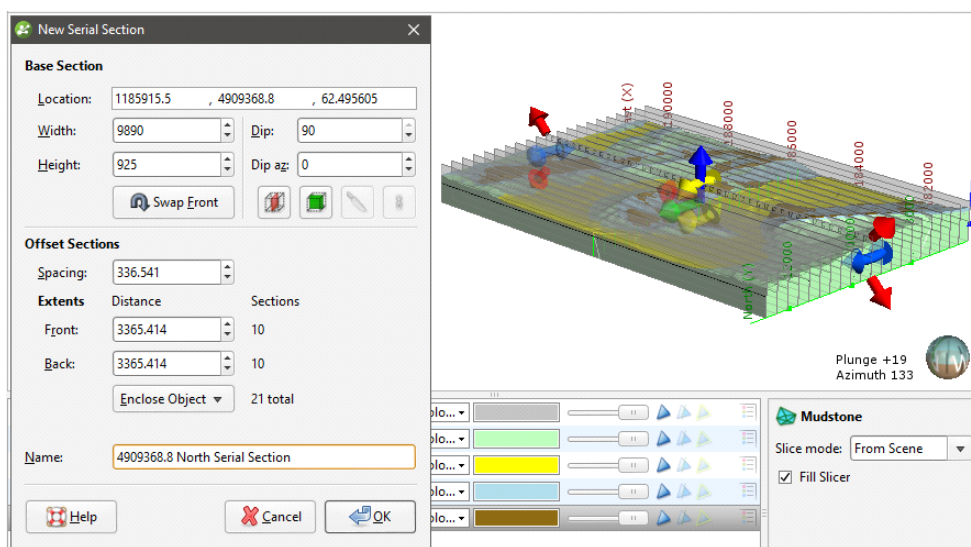 New Serial Section
Base Section
Location: 1185915.5 , 4909368.8 , 62.495605
Width: 9890 Dip: 90
Height: 925 Dip az: 0
Swap Front
Offset Sections
Spacing: 336.541
Extents Distance Sections
Front: 3365.414 10
Back: 3365.414 10
Enclose Object 21 total
Name: 4909368.8 North Serial Section
Help Cancel OK
190000
188000
184000
182000
North (Y)
Plunge +19
Azimuth 133
Mudstone
Slice mode: From Scene
Fill Slicer